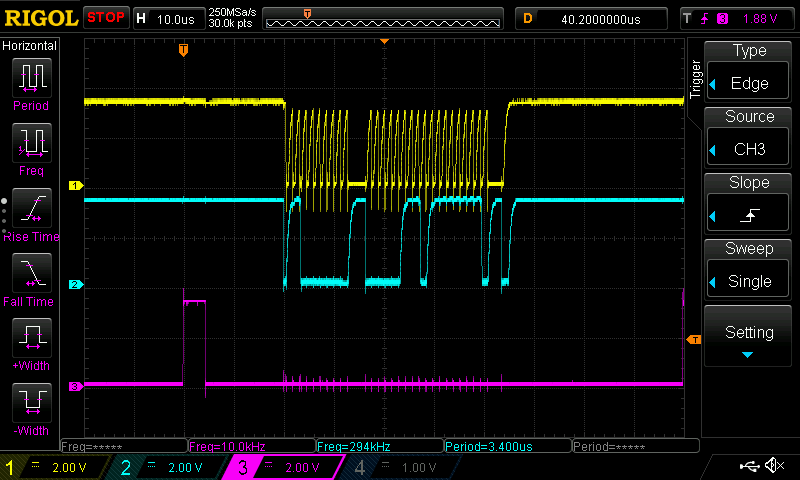 RIGOL STOP H 10.0us 250MSa/s 30.0k pts T D 40.2000000us T 3 1.88 V
Horizontal
Period
Freq
Rise Time
Fall Time
+Width
-Width
T
1
2
3
T
Trigger
Type
Edge
Source
CH3
Slope
Sweep
Single
Setting
Freq=***** Freq=10.0kHz Freq=294kHz Period=3.400us Period=*****
1 2.00 V 2 2.00 V 3 2.00 V 4 1.00 V